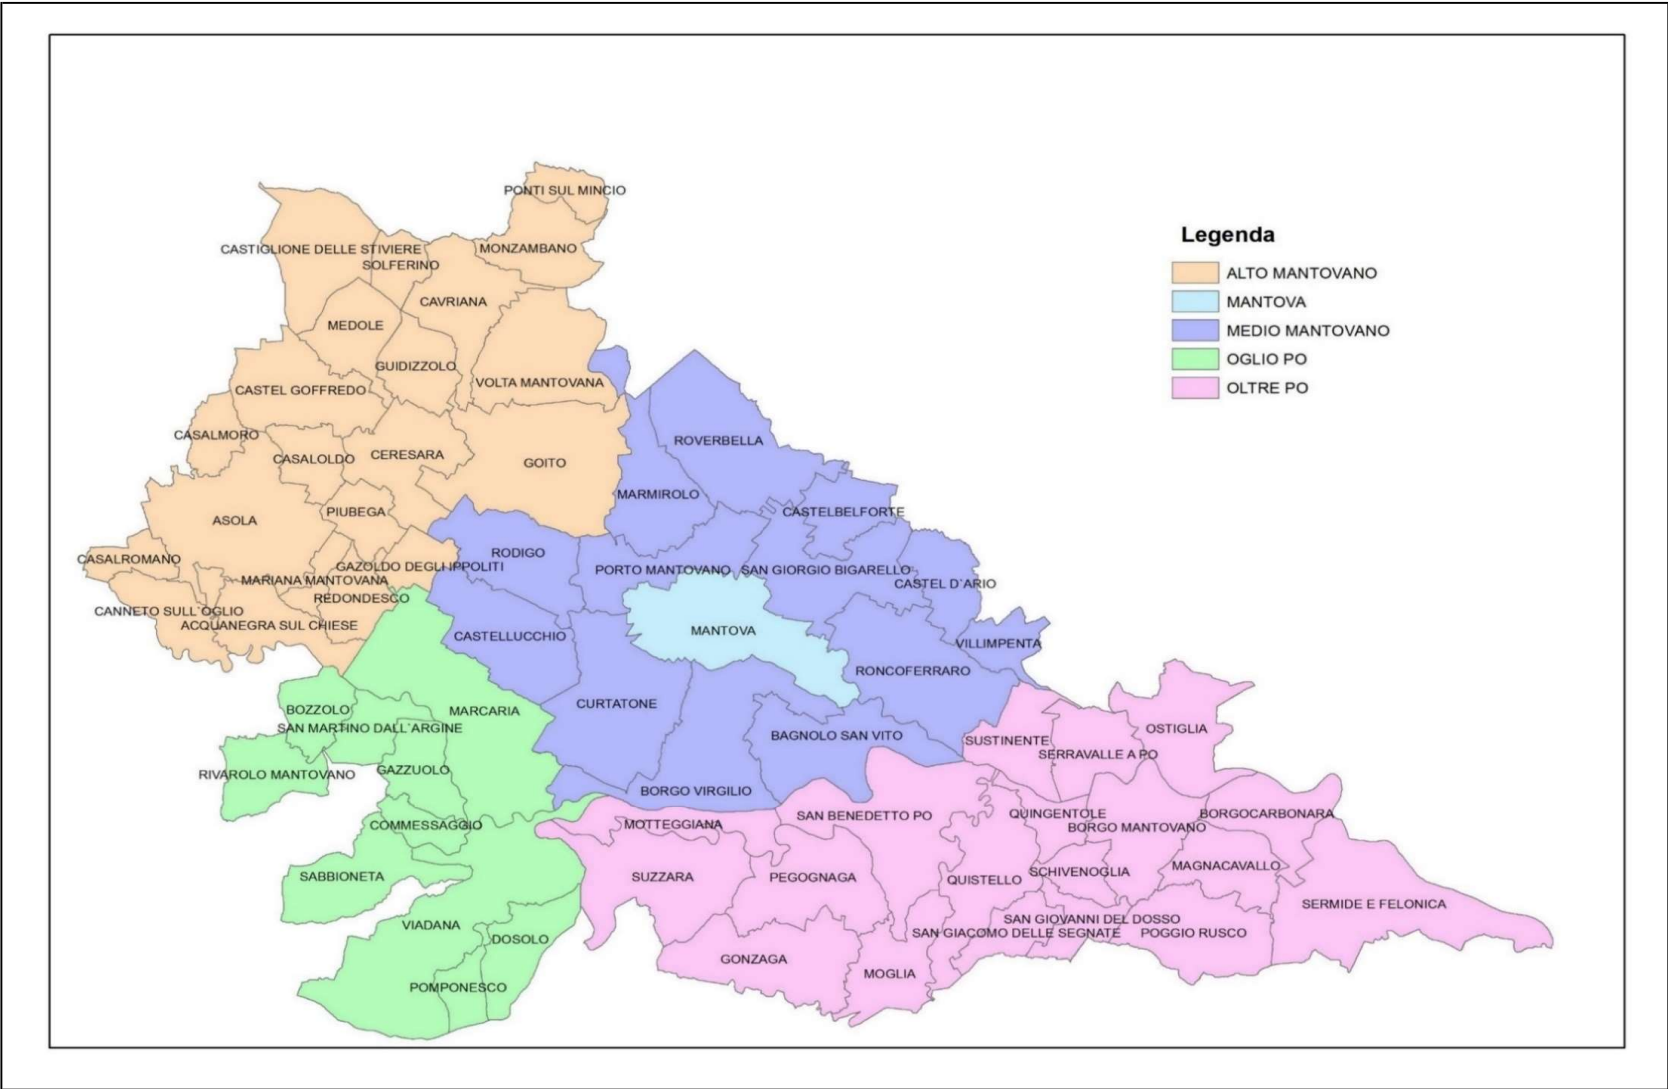 PONTI SUL MINCIO
CASTIGLIONE DELLE STIVIERE
MONZAMBANO
SOLFERINO
CAVRIANA
MEDOLE
GUIDIZZOLO
VOLTA MANTOVANA
CASTEL GOFFREDO
CASALMORO
CASALOLDO
CERESARA
GOITO
ASOLA
PIUBEGA
CASALROMANO
GAZOLDO DEGLI IPPOLITI
MARIANA MANTOVANA
REDONDESCO
CANNETO SULL`OGLIO
ACQUANEGRA SUL CHIESE
ROVERBELLA
MARMIROLO
CASTELBELFORTE
RODIGO
PORTO MANTOVANO
SAN GIORGIO BIGARELLO
CASTEL D`ARIO
MANTOVA
CASTELLUCCHIO
VILLIMPENTA
RONCOFERRARO
CURTATONE
BAGNOLO SAN VITO
BORGO VIRGILIO
BOZZOLO
MARCARIA
SAN MARTINO DALL`ARGINE
RIVAROLO MANTOVANO
GAZZUOLO
COMMESSAGGIO
SABBIONETA
VIADANA
DOSOLO
POMPONESCO
OSTIGLIA
SUSTINENTE
SERRAVALLE A PO
MOTTEGGIANA
SAN BENEDETTO PO
QUINGENTOLE
BORGOCARBONARA
BORGO MANTOVANO
SUZZARA
PEGOGNAGA
QUISTELLO
SCHIVENOGLIA
MAGNACAVALLO
SERMIDE E FELONICA
SAN GIOVANNI DEL DOSSO
SAN GIACOMO DELLE SEGNATE
POGGIO RUSCO
GONZAGA
MOGLIA
Legenda
ALTO MANTOVANO
MANTOVA
MEDIO MANTOVANO
OGLIO PO
OLTRE PO